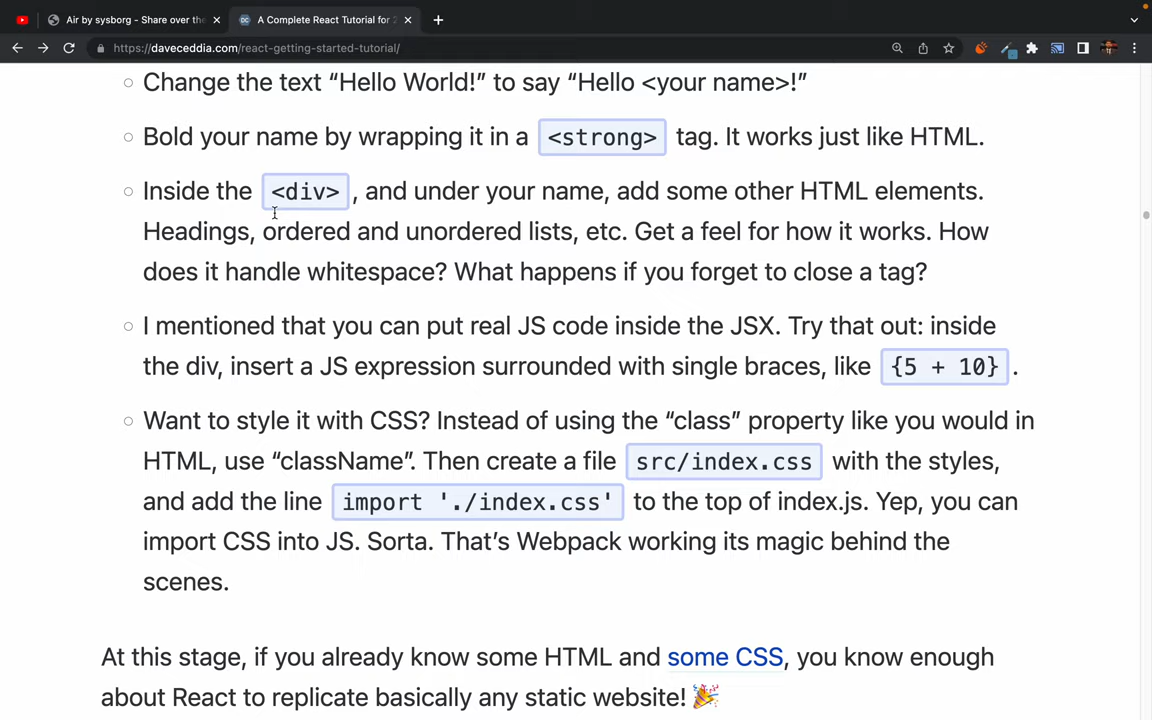 Air by sysborg - Share over the
A Complete React Tutorial for 2
https://daveceddia.com/react-getting-started-tutorial/
Change the text “Hello World!” to say “Hello <your name>!”
Bold your name by wrapping it in a <strong> tag. It works just like HTML.
Inside the <div> , and under your name, add some other HTML elements.
Headings, ordered and unordered lists, etc. Get a feel for how it works. How
does it handle whitespace? What happens if you forget to close a tag?
I mentioned that you can put real JS code inside the JSX. Try that out: inside
the div, insert a JS expression surrounded with single braces, like {5 + 10} .
Want to style it with CSS? Instead of using the “class” property like you would in
HTML, use “className”. Then create a file src/index.css with the styles,
and add the line import './index.css' to the top of index.js. Yep, you can
import CSS into JS. Sorta. That’s Webpack working its magic behind the
scenes.
At this stage, if you already know some HTML and some CSS, you know enough
about React to replicate basically any static website! 🎉